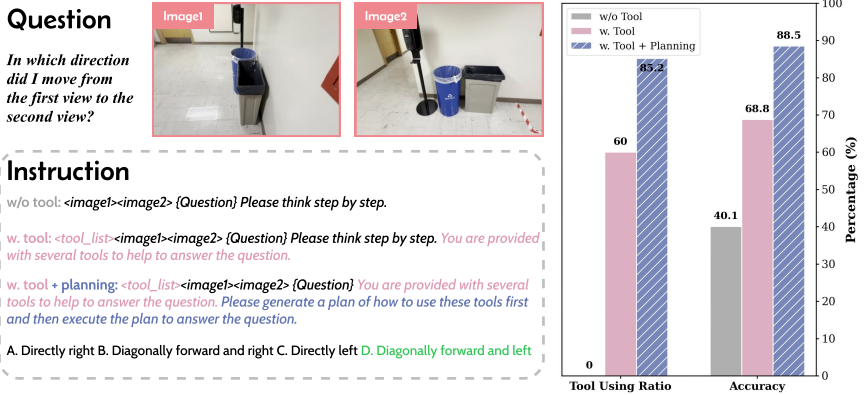 Question
In which direction
did I move from
the first view to the
second view?
Image1
Image2
Instruction
w/o tool: <image1><image2> {Question} Please think step by step.
w. tool: <tool_list><image1><image2> {Question} Please think step by step. You are provided
with several tools to help to answer the question.
w. tool + planning: <tool_list><image1><image2> {Question} You are provided with several
tools to help to answer the question. Please generate a plan of how to use these tools first
and then execute the plan to answer the question.
A. Directly right B. Diagonally forward and right C. Directly left D. Diagonally forward and left
w/o Tool
w. Tool
w. Tool + Planning
0
60
85.2
40.1
68.8
88.5
Tool Using Ratio
Accuracy
100
90
80
70
60
50
40
30
20
10
0
Percentage (%)